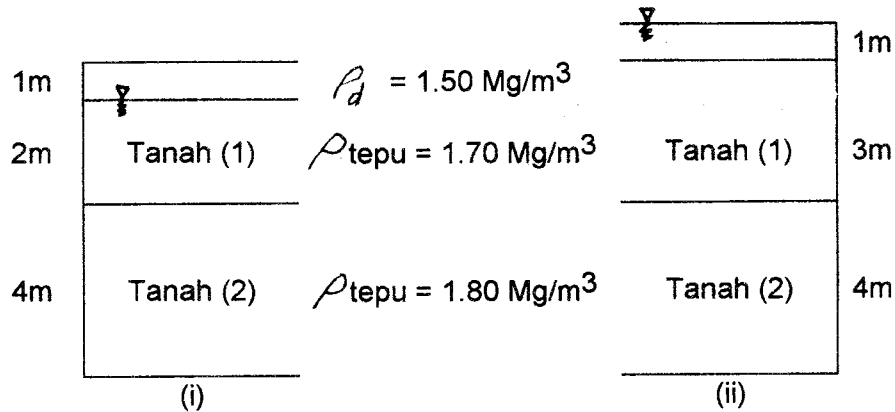 1m ρd = 1.50 Mg/m³ 1m
2m Tanah (1) ρtepu = 1.70 Mg/m³ Tanah (1) 3m
4m Tanah (2) ρtepu = 1.80 Mg/m³ Tanah (2) 4m
(i) (ii)